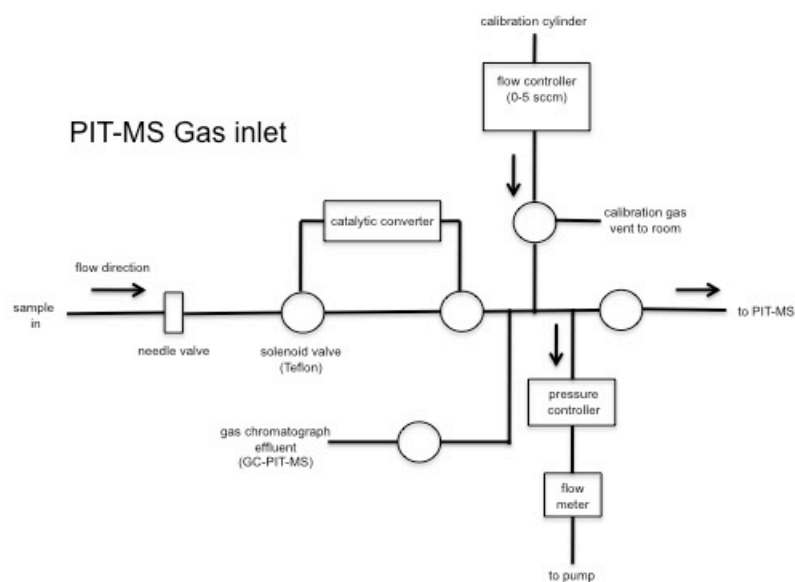 calibration cylinder
flow controller
(0-5 sccm)
PIT-MS Gas inlet
catalytic converter
calibration gas
vent to room
flow direction
sample
in
to PIT-MS
needle valve
solenoid valve
(Teflon)
pressure
controller
gas chromatograph
effluent
(GC-PIT-MS)
flow
meter
to pump